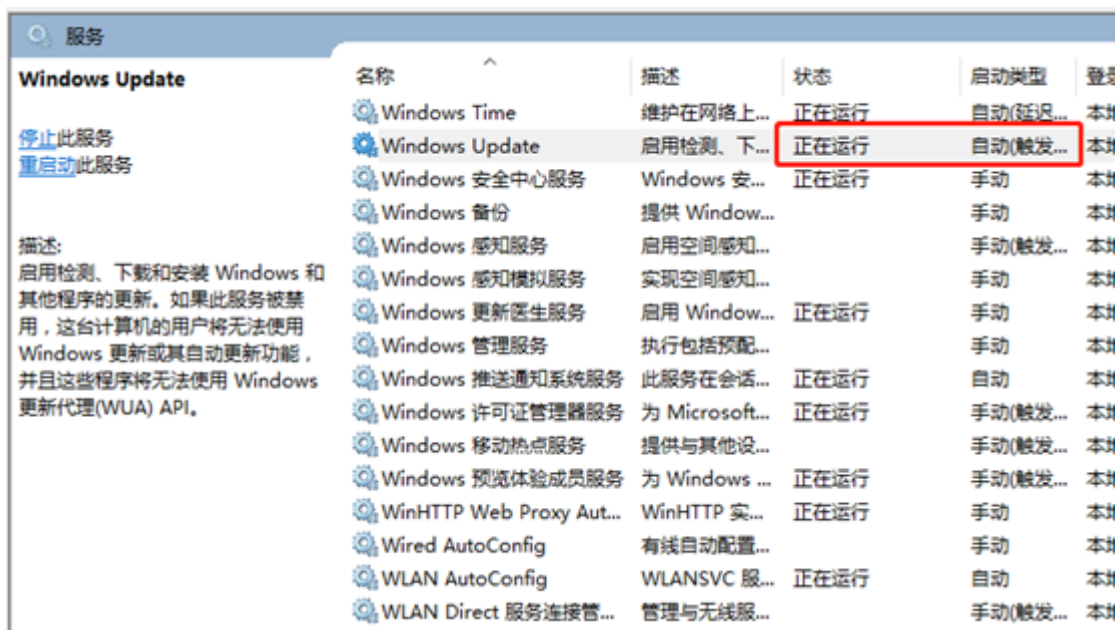 服务
Windows Update
停止此服务
重启动此服务
描述:
启用检测、下载和安装 Windows 和
其他程序的更新。如果此服务被禁
用，这台计算机的用户将无法使用
Windows 更新或其自动更新功能，
并且这些程序将无法使用 Windows
更新代理(WUA) API。
名称 描述 状态 启动类型 登录
Windows Time 维护在网络上... 正在运行 自动(延迟... 本地
Windows Update 启用检测、下... 正在运行 自动(触发... 本地
Windows 安全中心服务 Windows 安... 正在运行 手动 本地
Windows 备份 提供 Window... 手动 本地
Windows 感知服务 启用空间感知... 手动(触发... 本地
Windows 感知模拟服务 实现空间感知... 手动 本地
Windows 更新医生服务 启用 Window... 正在运行 手动 本地
Windows 管理服务 执行包括预配... 手动 本地
Windows 推送通知系统服务 此服务在会话... 正在运行 自动 本地
Windows 许可证管理器服务 为 Microsoft... 正在运行 手动(触发... 本地
Windows 移动热点服务 提供与其他设... 手动(触发... 本地
Windows 预览体验成员服务 为 Windows ... 正在运行 手动(触发... 本地
WinHTTP Web Proxy Aut... WinHTTP 实... 正在运行 手动 本地
Wired AutoConfig 有线自动配置... 手动 本地
WLAN AutoConfig WLANSVC 服... 正在运行 自动 本地
WLAN Direct 服务连接管... 管理与无线服... 手动(触发... 本地